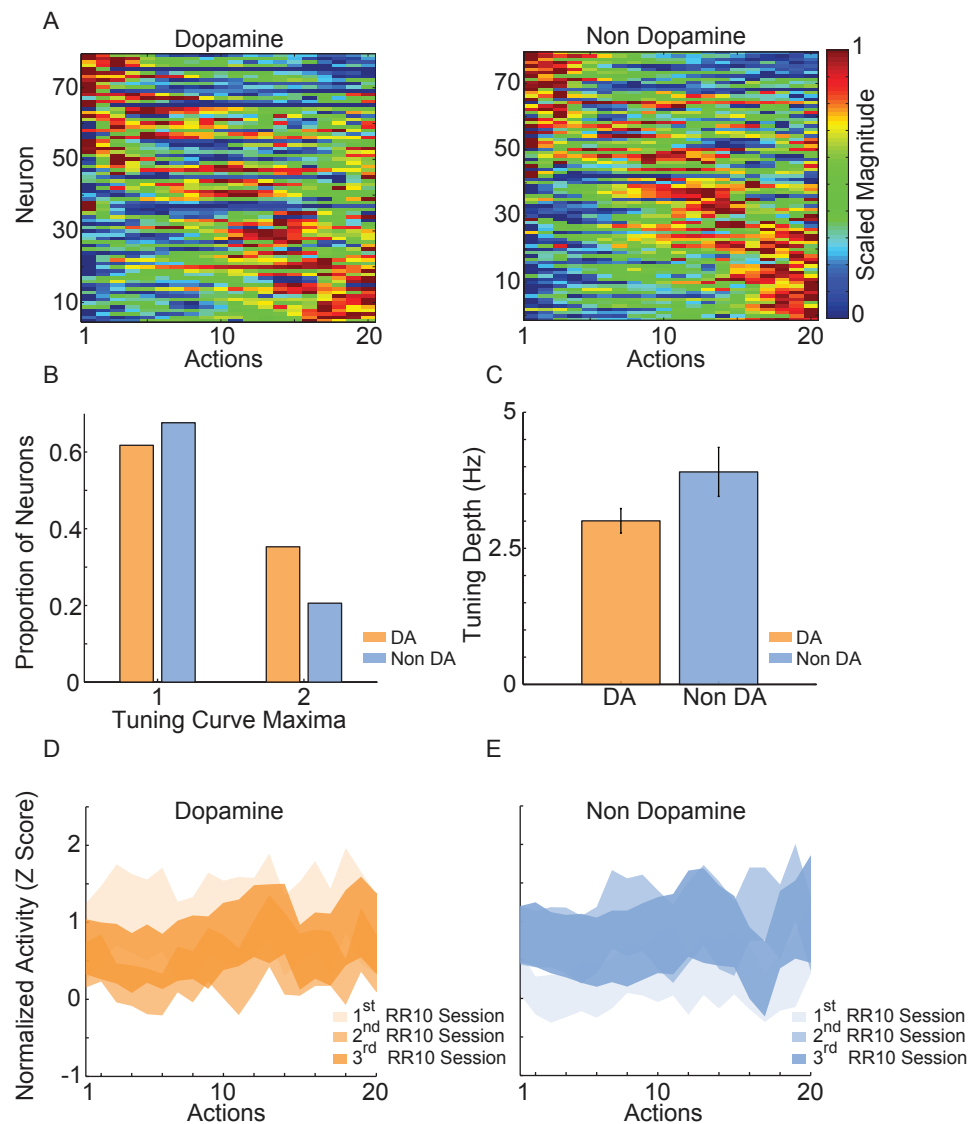 A
Dopamine
Non Dopamine
Neuron
70
50
30
10
1
10
20
Actions
70
50
30
10
1
10
20
Actions
1
0
Scaled Magnitude
B
Proportion of Neurons
0.6
0.4
0.2
0
1
2
Tuning Curve Maxima
DA
Non DA
C
Tuning Depth (Hz)
5
2.5
0
DA
Non DA
DA
Non DA
D
Dopamine
Normalized Activity (Z Score)
2
1
0
-1
1
10
20
Actions
1st RR10 Session
2nd RR10 Session
3rd RR10 Session
E
Non Dopamine
1
10
20
Actions
1st RR10 Session
2nd RR10 Session
3rd RR10 Session